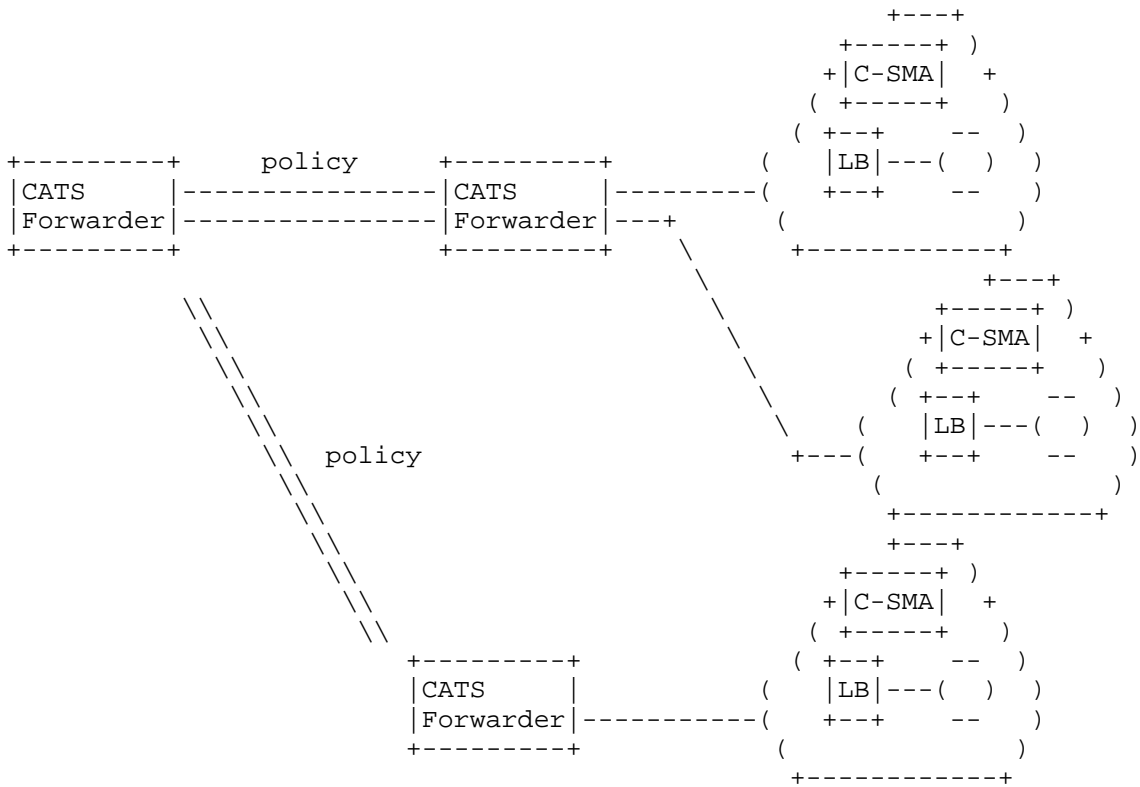 C-SMA
policy
LB
CATS
Forwarder
CATS
Forwarder
C-SMA
LB
policy
C-SMA
CATS
Forwarder
LB